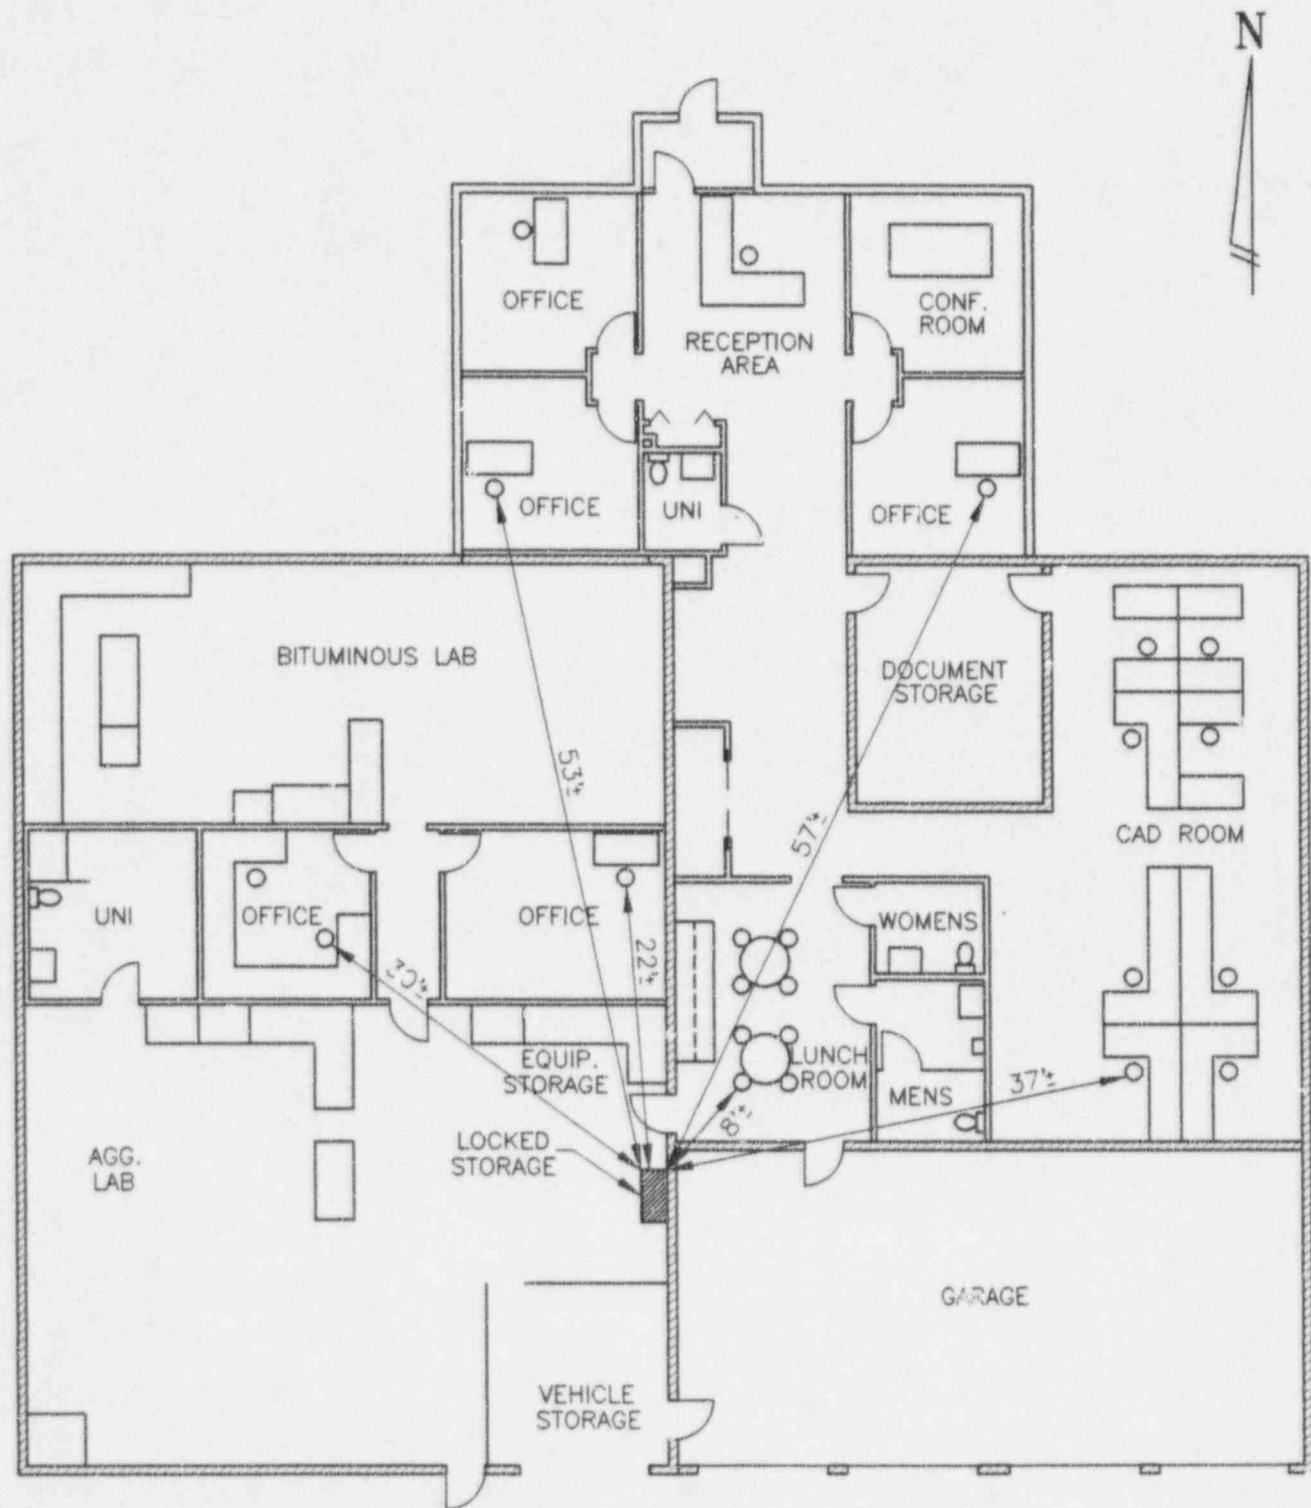 N
OFFICE
CONF.
ROOM
RECEPTION
AREA
OFFICE
UNI
OFFICE
BITUMINOUS LAB
DOCUMENT
STORAGE
53'±
57'±
CAD ROOM
UNI
OFFICE
OFFICE
WOMENS
22'±
30'±
EQUIP.
STORAGE
LUNCH
ROOM
37'±
MENS
8'±
LOCKED
STORAGE
AGG.
LAB
GARAGE
VEHICLE
STORAGE